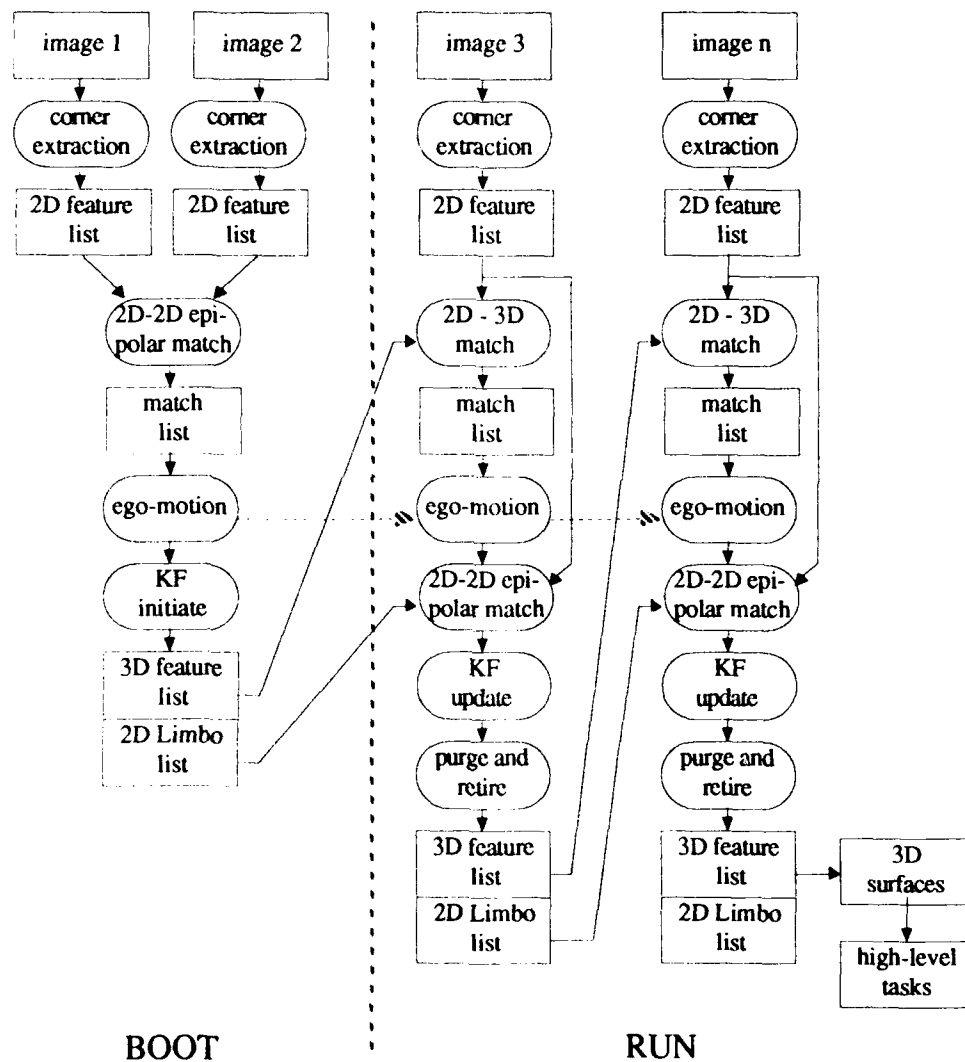 image 1
image 2
image 3
image n
corner
extraction
corner
extraction
corner
extraction
corner
extraction
2D feature
list
2D feature
list
2D feature
list
2D feature
list
2D-2D epi-
polar match
2D - 3D
match
2D - 3D
match
match
list
match
list
match
list
ego-motion
ego-motion
ego-motion
KF
initiate
2D-2D epi-
polar match
2D-2D epi-
polar match
3D feature
list
2D Limbo
list
KF
update
KF
update
purge and
retire
purge and
retire
3D feature
list
2D Limbo
list
3D feature
list
2D Limbo
list
3D
surfaces
high-level
tasks
BOOT
RUN